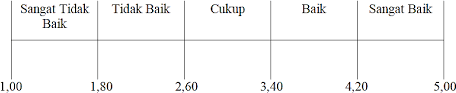 Sangat Tidak Baik Tidak Baik Cukup Baik Sangat Baik
1,00 1,80 2,60 3,40 4,20 5,00